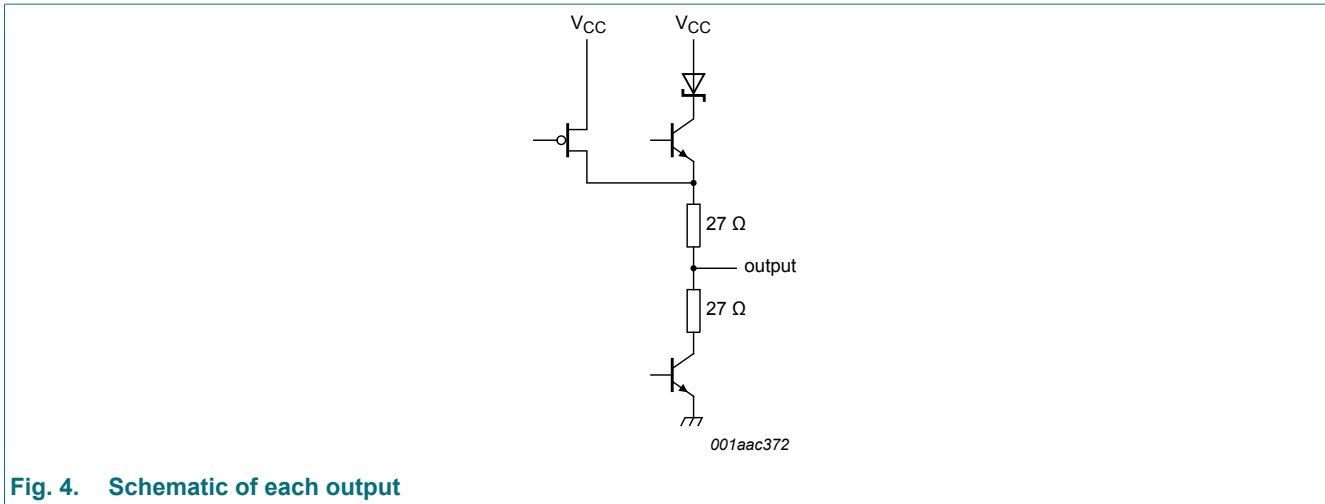 VCC VCC
27 Ω
output
27 Ω
001aac372
Fig. 4. Schematic of each output